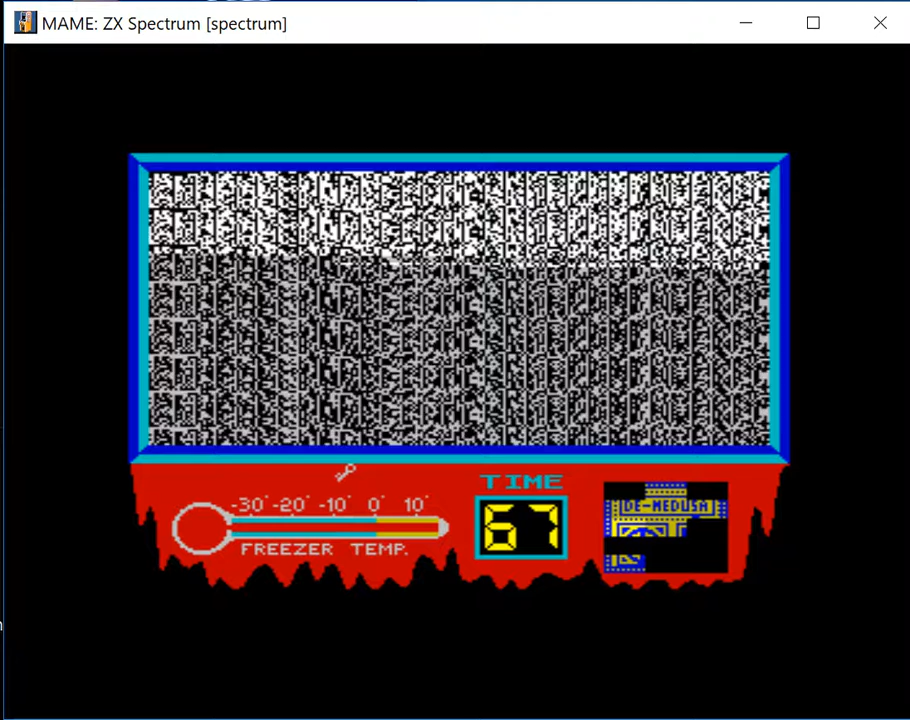 MAME: ZX Spectrum [spectrum]
-30° -20° -10° 0° 10°
FREEZER TEMP.
TIME
67
DE-MEDUSA